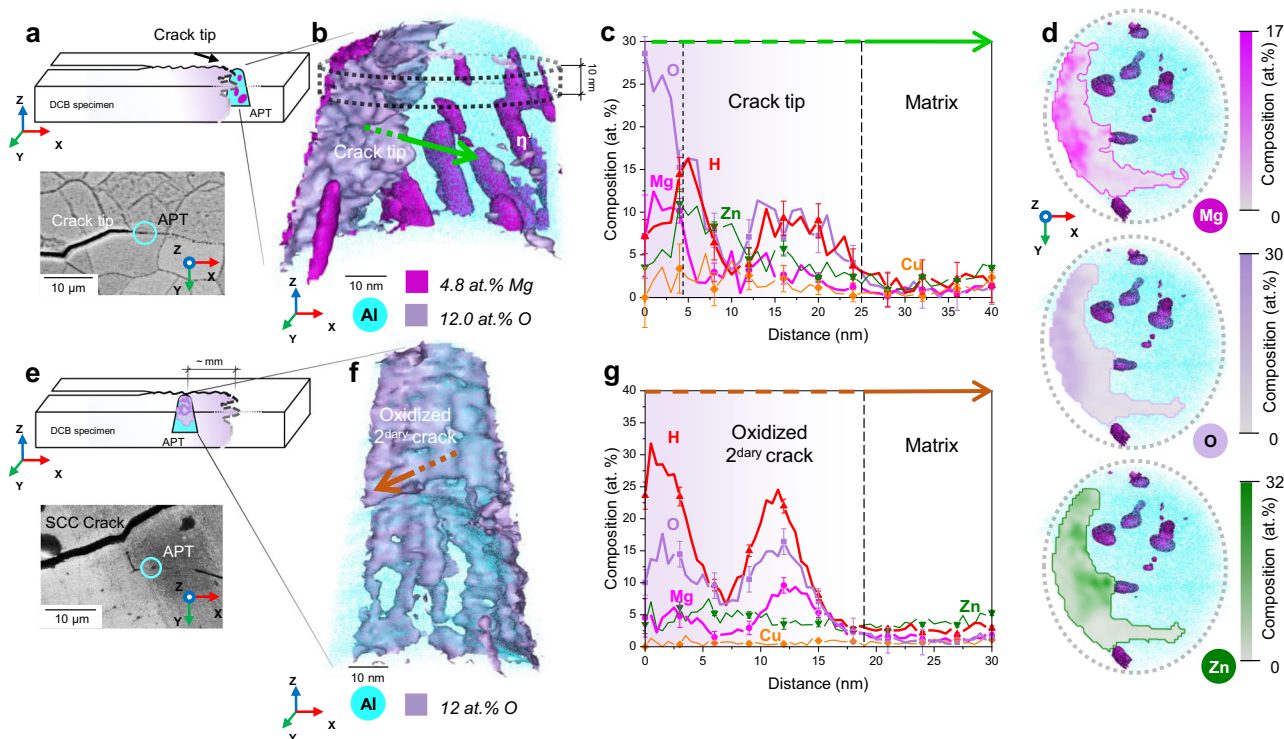 a
Crack tip
Z
X
Y
DCB specimen
APT
Crack tip
APT
Z
X
Y
10 µm
b
10 nm
Crack tip
η'
10 nm
Z
X
Y
Al
4.8 at.% Mg
12.0 at.% O
c
Composition (at. %)
30
25
20
15
10
5
0
O
Mg
H
Zn
Cu
Crack tip
Matrix
0 5 10 15 20 25 30 35 40
Distance (nm)
d
17
Composition (at.%)
0
Mg
Z
X
Y
30
Composition (at.%)
0
O
32
Composition (at.%)
0
Zn
e
~ mm
Z
X
Y
DCB specimen
APT
SCC Crack
APT
Z
X
Y
10 µm
f
Oxidized
2dary crack
10 nm
Z
X
Y
Al
12 at.% O
g
Composition (at. %)
40
35
30
25
20
15
10
5
0
H
O
Mg
Cu
Zn
Oxidized
2dary crack
Matrix
0 5 10 15 20 25 30
Distance (nm)